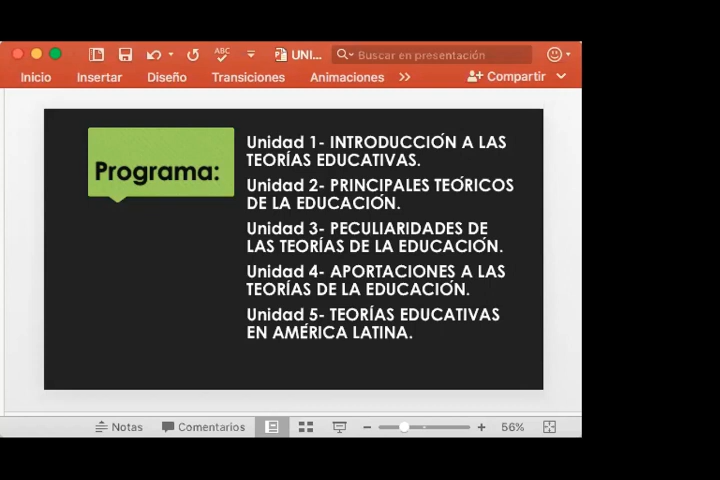 ABC
UNI...
Buscar en presentación
Inicio
Insertar
Diseño
Transiciones
Animaciones
Compartir
Programa:
Unidad 1- INTRODUCCIÓN A LAS
TEORÍAS EDUCATIVAS.
Unidad 2- PRINCIPALES TEÓRICOS
DE LA EDUCACIÓN.
Unidad 3- PECULIARIDADES DE
LAS TEORÍAS DE LA EDUCACIÓN.
Unidad 4- APORTACIONES A LAS
TEORÍAS DE LA EDUCACIÓN.
Unidad 5- TEORÍAS EDUCATIVAS
EN AMÉRICA LATINA.
Notas
Comentarios
56%